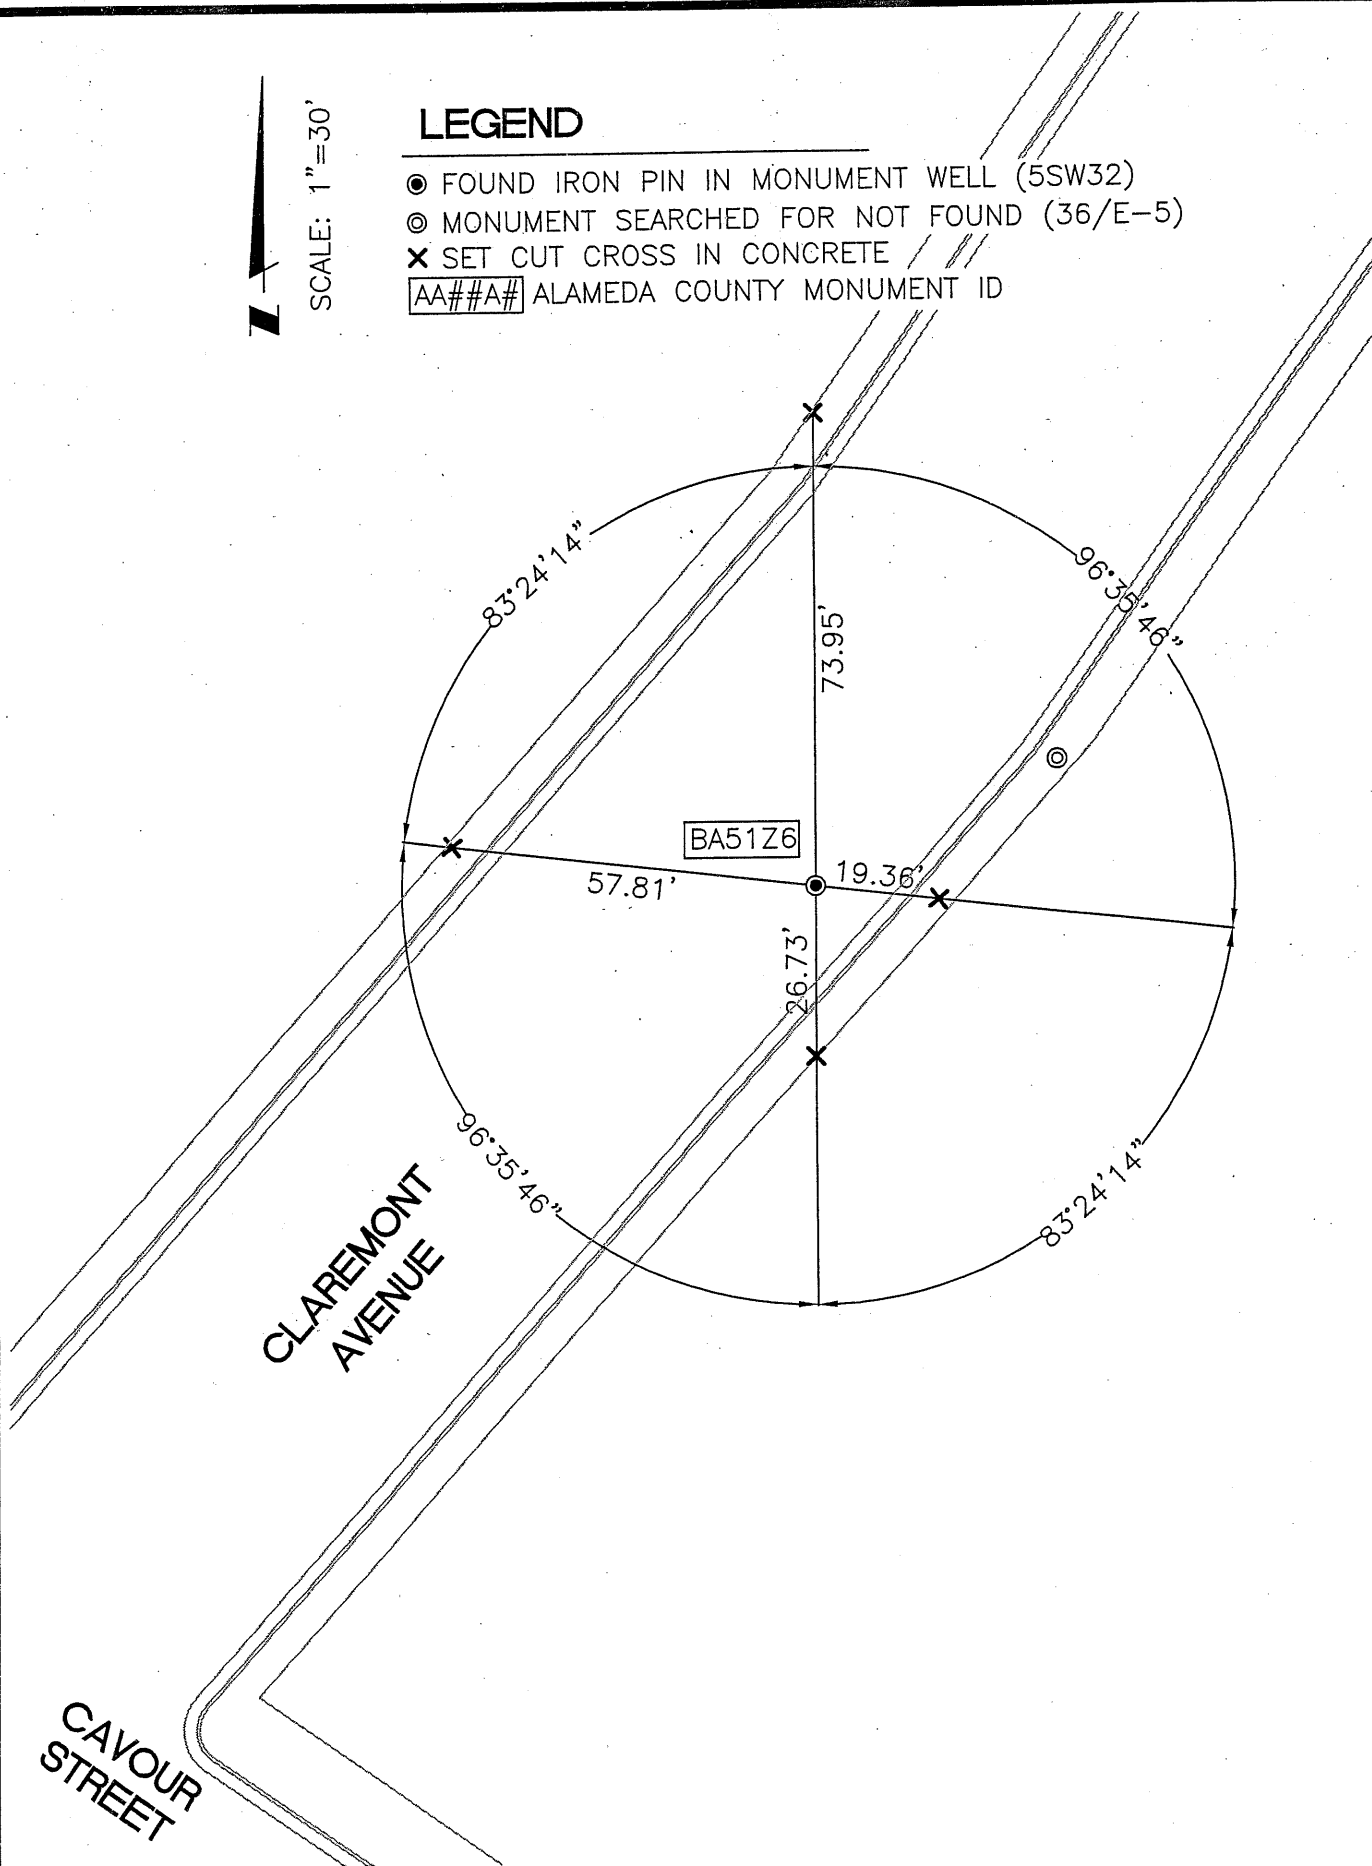 SCALE: 1"=30'
LEGEND
FOUND IRON PIN IN MONUMENT WELL (5SW32)
MONUMENT SEARCHED FOR NOT FOUND (36/E-5)
SET CUT CROSS IN CONCRETE
AA##A# ALAMEDA COUNTY MONUMENT ID
83°24'14"
96°35'46"
73.95'
BA51Z6
57.81'
19.36'
26.73'
96°35'46"
83°24'14"
CLAREMONT
AVENUE
CAVOUR
STREET